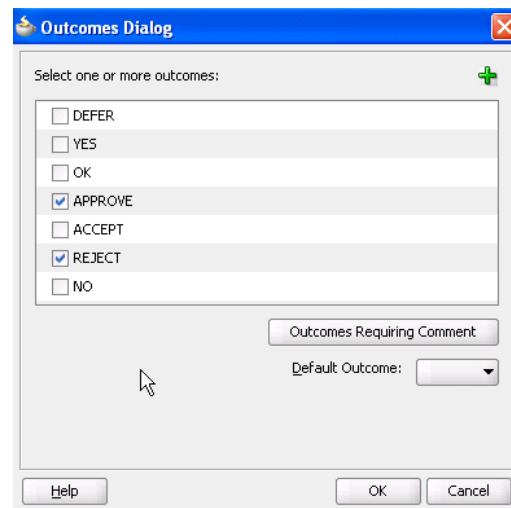 Outcomes Dialog
Select one or more outcomes:
DEFER
YES
OK
APPROVE
ACCEPT
REJECT
NO
Outcomes Requiring Comment
Default Outcome:
Help OK Cancel